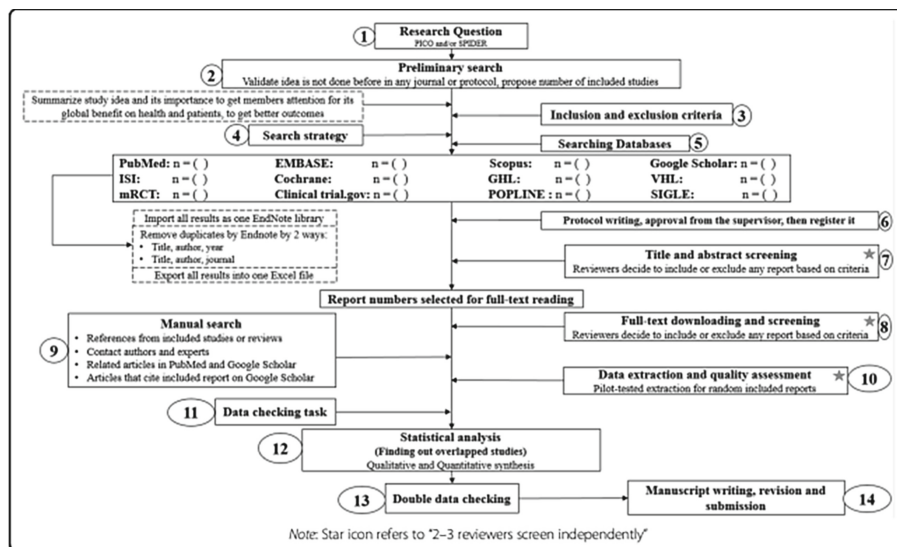 1
Research Question
PICO and/or SPIDER
2
Preliminary search
Validate idea is not done before in any journal or protocol, propose number of included studies
Summarize study idea and its importance to get members attention for its
global benefit on health and patients, to get better outcomes
Inclusion and exclusion criteria
3
4
Search strategy
Searching Databases
5
PubMed: n = ( ) EMBASE: n = ( ) Scopus: n = ( ) Google Scholar: n = ( )
ISI: n = ( ) Cochrane: n = ( ) GHL: n = ( ) VHL: n = ( )
mRCT: n = ( ) Clinical trial.gov: n = ( ) POPLINE : n = ( ) SIGLE: n = ( )
Import all results as one EndNote library
Remove duplicates by Endnote by 2 ways:
• Title, author, year
• Title, author, journal
Export all results into one Excel file
Protocol writing, approval from the supervisor, then register it
6
Title and abstract screening
Reviewers decide to include or exclude any report based on criteria
7
Report numbers selected for full-text reading
Full-text downloading and screening
Reviewers decide to include or exclude any report based on criteria
8
9
Manual search
• References from included studies or reviews
• Contact authors and experts
• Related articles in PubMed and Google Scholar
• Articles that cite included report on Google Scholar
Data extraction and quality assessment
Pilot-tested extraction for random included reports
10
11
Data checking task
12
Statistical analysis
(Finding out overlapped studies)
Qualitative and Quantitative synthesis
13
Double data checking
Manuscript writing, revision and
submission
14
Note: Star icon refers to "2–3 reviewers screen independently"